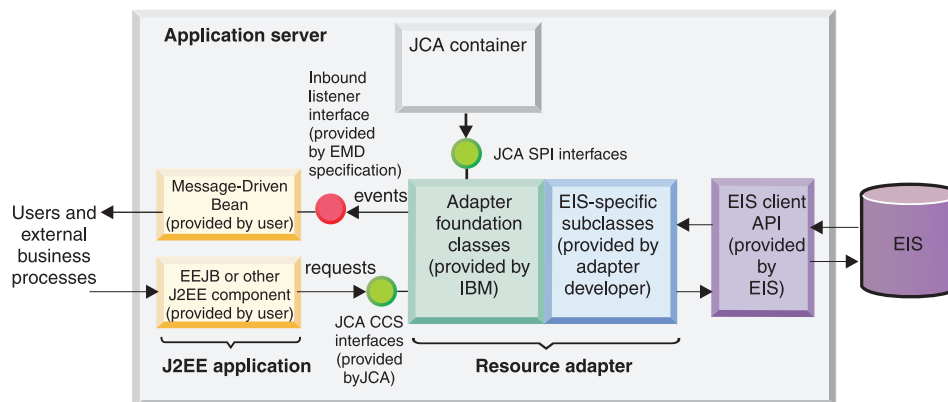 Application server
JCA container
Inbound
listener
interface
(provided
by EMD
specification)
JCA SPI interfaces
Message-Driven
Bean
(provided by user)
events
Adapter
foundation
classes
(provided by
IBM)
EIS-specific
subclasses
(provided by
adapter
developer)
EIS client
API
(provided
by
EIS)
EIS
Users and
external
business
processes
EEJB or other
J2EE component
(provided by user)
requests
JCA CCS
interfaces
(provided
byJCA)
J2EE application
Resource adapter